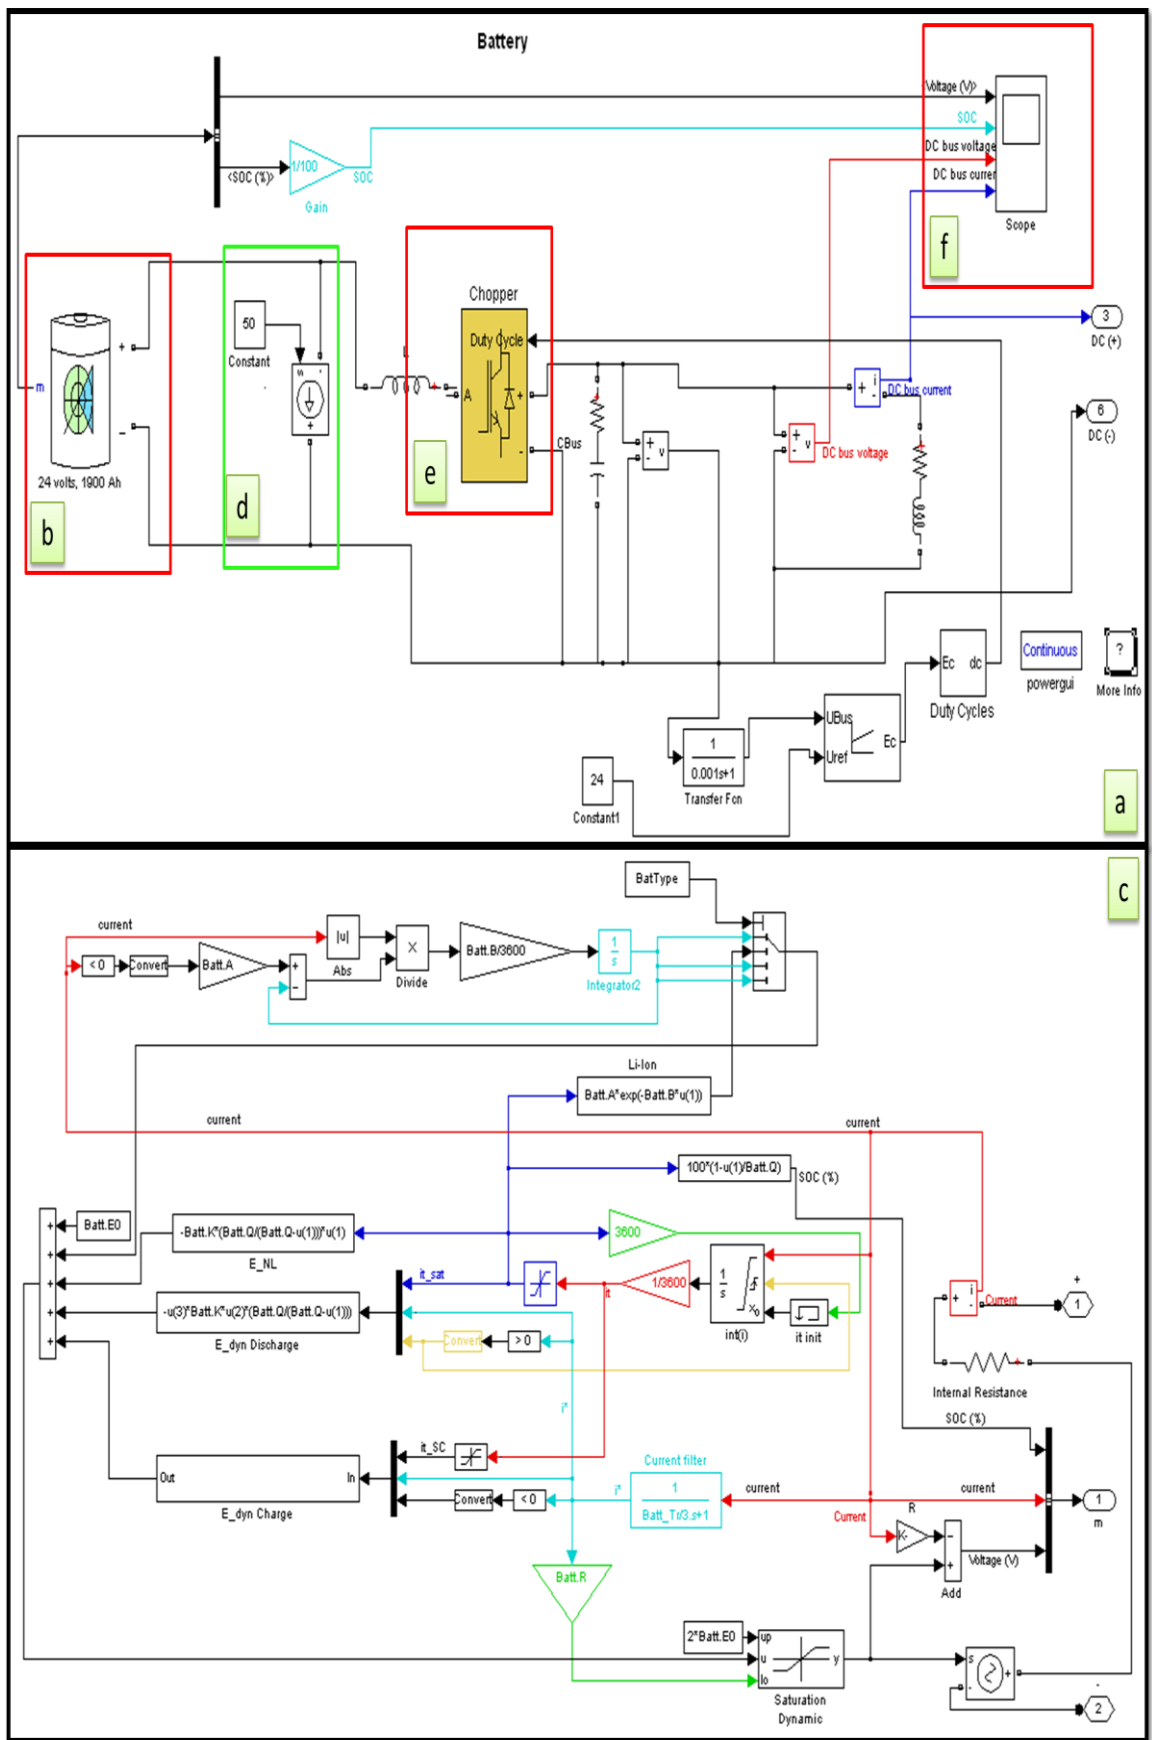 Battery
Voltage (V)>
SOC
DC bus voltage
DC bus currer
Scope
f
<SOC (%)>
1/100
SOC
Gain
Chopper
Duty Cycle
A
+
-
e
50
Constant
w
-
+
d
m
+
_
24 volts, 1900 Ah
b
L
+
CBus
+
-
v
+
-
v
DC bus voltage
+
i
-
DC bus current
3
DC (+)
6
DC (-)
Ec
dc
Duty Cycles
Continuous
powergui
?
More Info
UBus
Uref
Ec
1
0.001s+1
Transfer Fcn
24
Constant1
a
c
BatType
current
|u|
Abs
< 0
Convert
Batt.A
+
−
×
Divide
Batt.B/3600
1
s
Integrator2
Li-Ion
Batt.A*exp(-Batt.B*u(1))
current
current
100*(1-u(1)/Batt.Q)
SOC (%)
+
+
+
+
+
Batt.E0
-Batt.K*(Batt.Q/(Batt.Q-u(1)))*u(1)
E_NL
3600
it_sat
it
1/3600
1
s
xo
int(i)
it init
-u(3)*Batt.K*u(2)*(Batt.Q/(Batt.Q-u(1)))
E_dyn Discharge
Convert
> 0
i
+
-
Current
+
1
Internal Resistance
i*
SOC (%)
it_SC
Out
In
E_dyn Charge
Convert
< 0
i*
Current filter
1
Batt_Tr/3.s+1
current
current
Current
R
K-
−
+
Add
Voltage (V)
1
m
Batt.R
2*Batt.E0
up
u
lo
y
Saturation
Dynamic
s
-
+
-
2